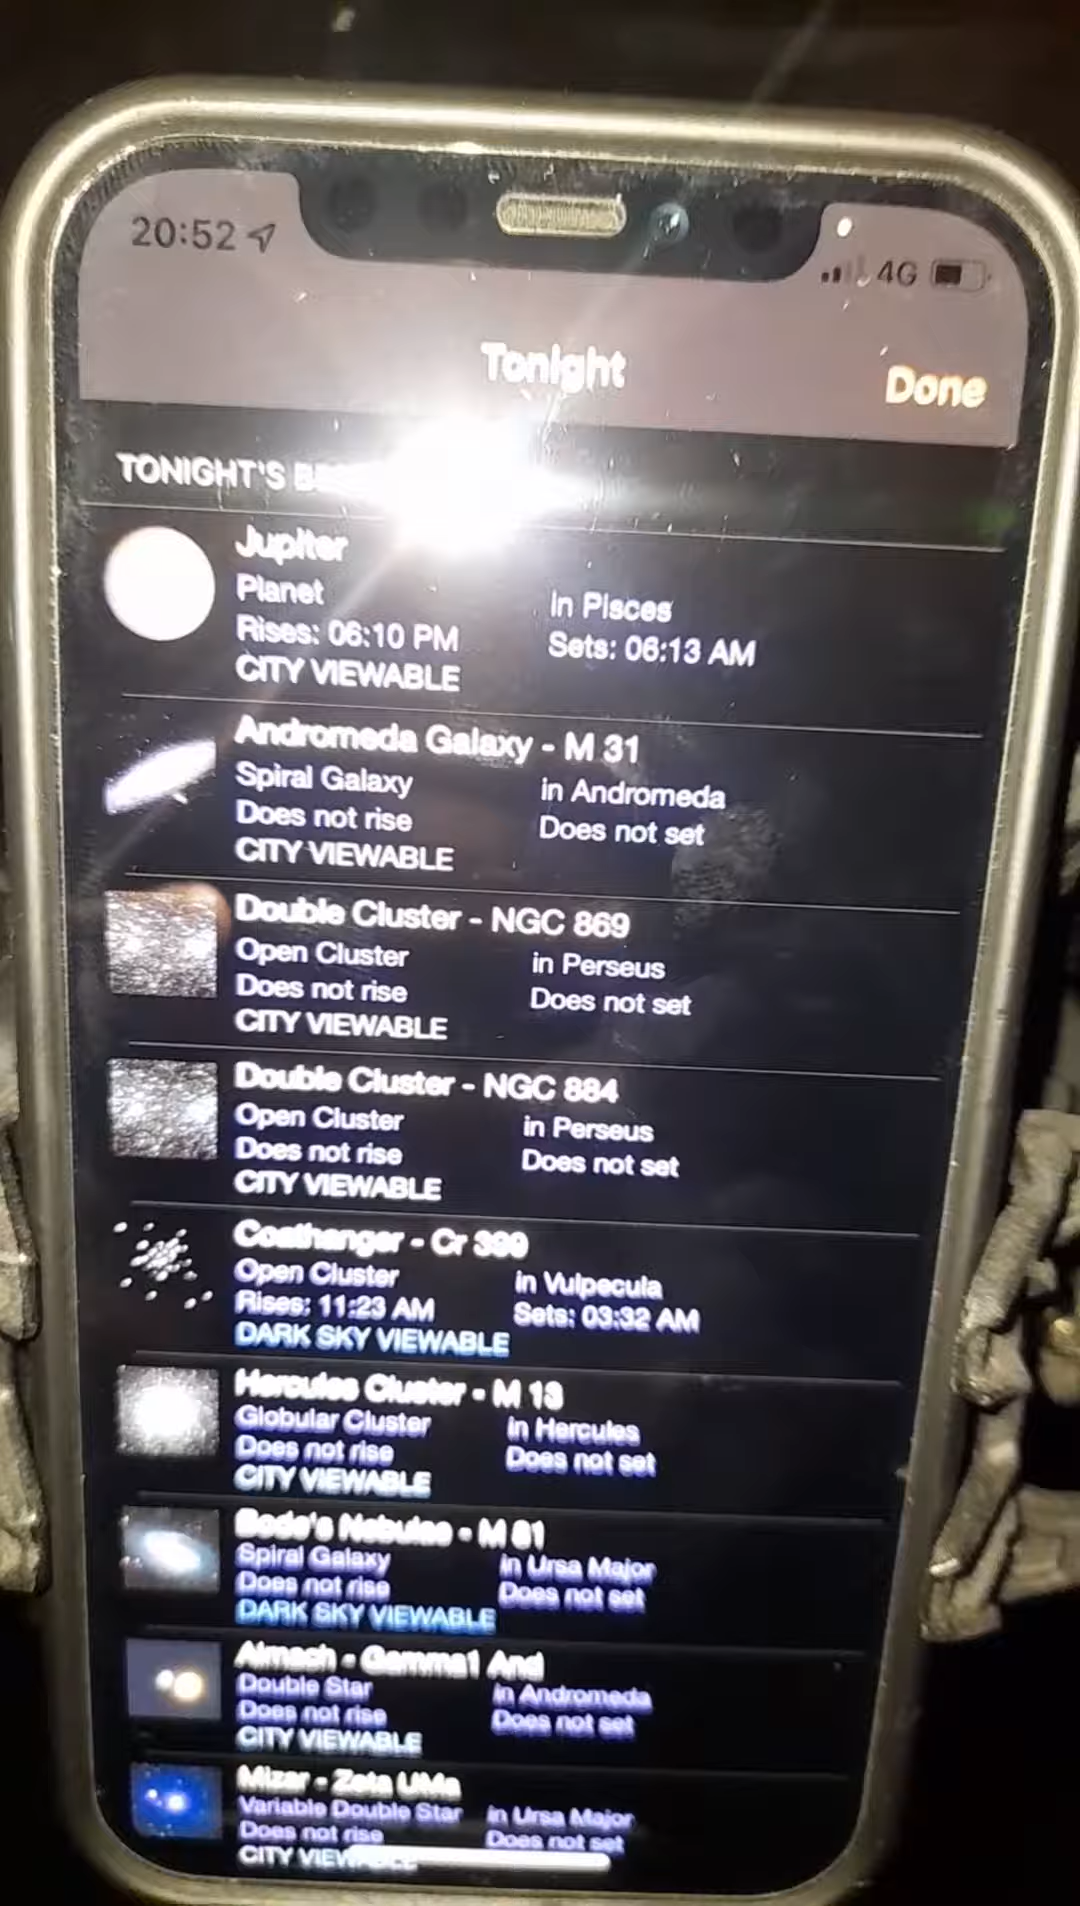 20:52
4G
Tonight
Done
TONIGHT'S
Jupiter
Planet
in Pisces
Rises: 06:10 PM
Sets: 06:13 AM
CITY VIEWABLE
Andromeda Galaxy - M 31
Spiral Galaxy
in Andromeda
Does not rise
Does not set
CITY VIEWABLE
Double Cluster - NGC 869
Open Cluster
in Perseus
Does not rise
Does not set
CITY VIEWABLE
Double Cluster - NGC 884
Open Cluster
in Perseus
Does not rise
Does not set
CITY VIEWABLE
Coathanger - Cr 399
Open Cluster
in Vulpecula
Rises: 11:23 AM
Sets: 03:32 AM
DARK SKY VIEWABLE
Hercules Cluster - M 13
Globular Cluster
in Hercules
Does not rise
Does not set
CITY VIEWABLE
Bode's Nebulae - M 81
Spiral Galaxy
in Ursa Major
Does not rise
Does not set
DARK SKY VIEWABLE
Almach - Gamma1 And
Double Star
in Andromeda
Does not rise
Does not set
CITY VIEWABLE
Mizar - Zeta UMa
Variable Double Star
in Ursa Major
Does not rise
Does not set
CITY VIEWABLE